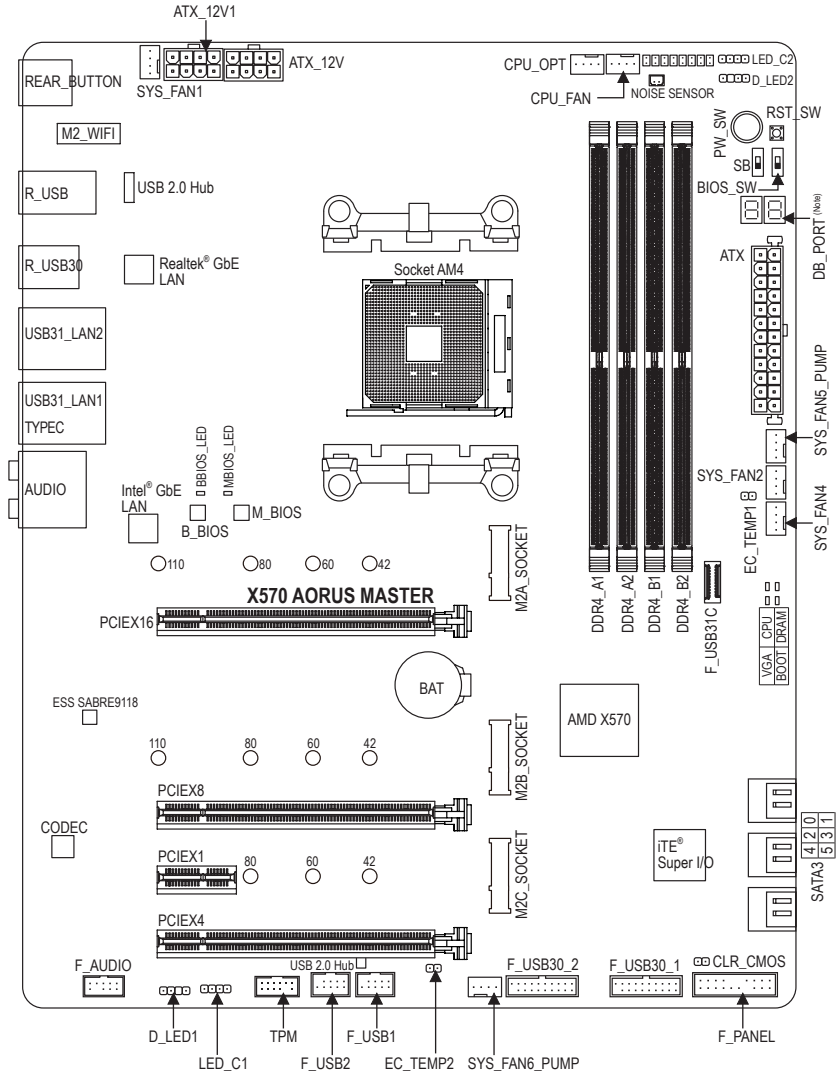 ATX_12V1
ATX_12V
CPU_OPT
LED_C2
REAR_BUTTON
SYS_FAN1
CPU_FAN
NOISE SENSOR
D_LED2
M2_WIFI
PW_SW
RST_SW
SB
BIOS_SW
R_USB
USB 2.0 Hub
DB_PORT (Note)
R_USB30
Realtek® GbE
LAN
Socket AM4
ATX
USB31_LAN2
USB31_LAN1
TYPEC
SYS_FAN5_PUMP
BBIOS_LED
MBIOS_LED
AUDIO
Intel® GbE
LAN
B_BIOS
M_BIOS
SYS_FAN2
EC_TEMP1
SYS_FAN4
110
80
60
42
M2A_SOCKET
X570 AORUS MASTER
DDR4_A1
DDR4_A2
DDR4_B1
DDR4_B2
F_USB31C
PCIEX16
CPU
DRAM
VGA
BOOT
BAT
ESS SABRE9118
AMD X570
110
80
60
42
M2B_SOCKET
PCIEX8
CODEC
PCIEX1
80
60
42
M2C_SOCKET
iTE®
Super I/O
4 2 0
5 3 1
SATA3
PCIEX4
F_AUDIO
USB 2.0 Hub
F_USB30_2
F_USB30_1
CLR_CMOS
D_LED1
LED_C1
TPM
F_USB2
F_USB1
EC_TEMP2
SYS_FAN6_PUMP
F_PANEL